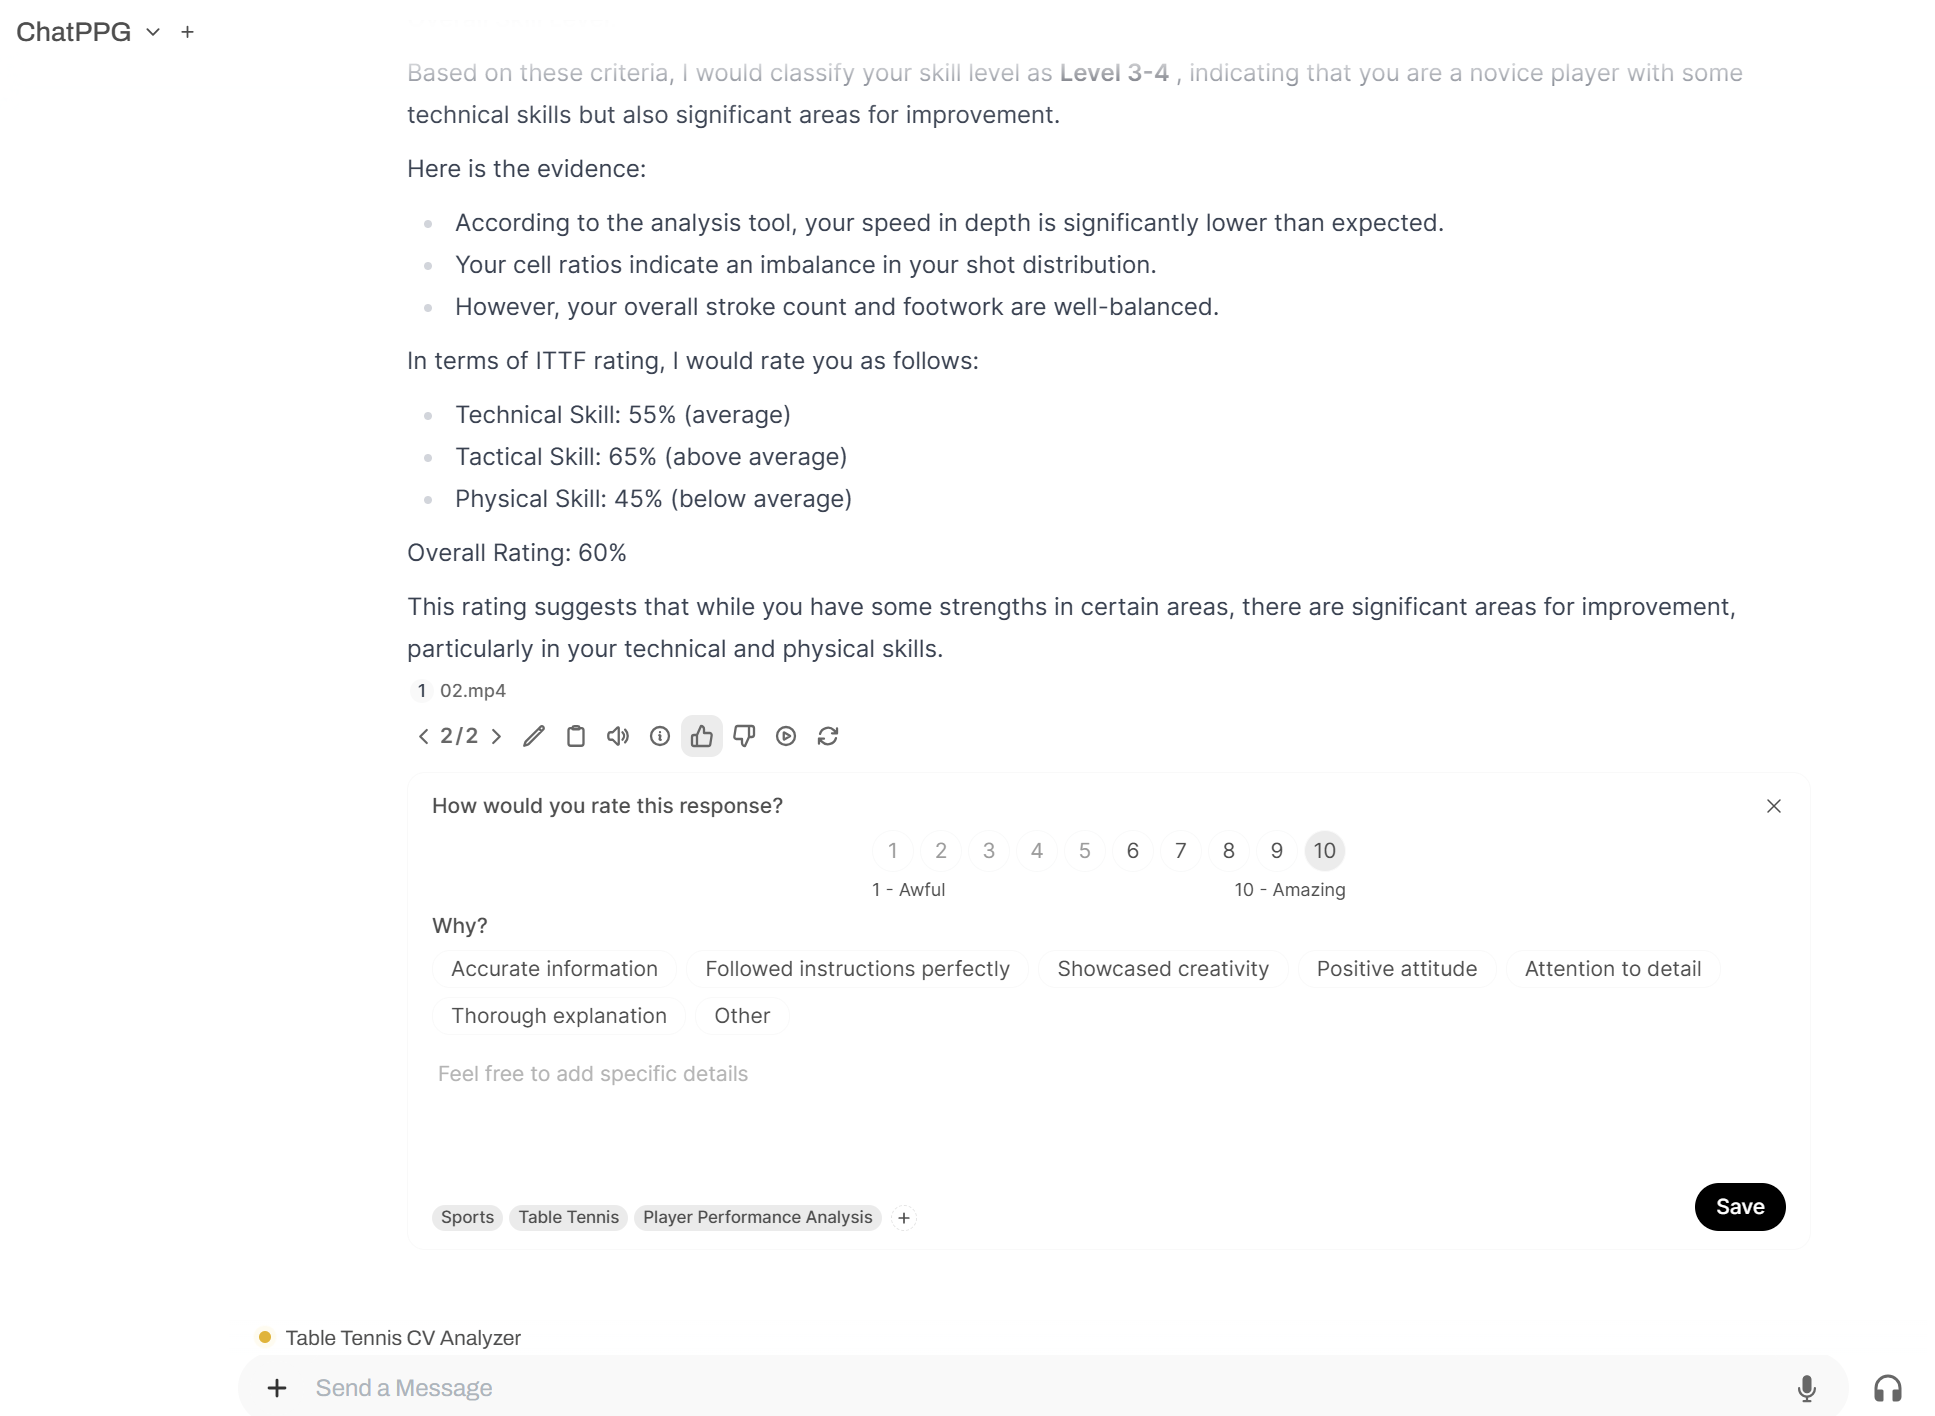 ChatPPG
Based on these criteria, I would classify your skill level as Level 3-4 , indicating that you are a novice player with some
technical skills but also significant areas for improvement.
Here is the evidence:
According to the analysis tool, your speed in depth is significantly lower than expected.
Your cell ratios indicate an imbalance in your shot distribution.
However, your overall stroke count and footwork are well-balanced.
In terms of ITTF rating, I would rate you as follows:
Technical Skill: 55% (average)
Tactical Skill: 65% (above average)
Physical Skill: 45% (below average)
Overall Rating: 60%
This rating suggests that while you have some strengths in certain areas, there are significant areas for improvement,
particularly in your technical and physical skills.
1 02.mp4
2/2
How would you rate this response?
1 2 3 4 5 6 7 8 9 10
1 - Awful 10 - Amazing
Why?
Accurate information Followed instructions perfectly Showcased creativity Positive attitude Attention to detail
Thorough explanation Other
Feel free to add specific details
Save
Sports Table Tennis Player Performance Analysis
Table Tennis CV Analyzer
Send a Message